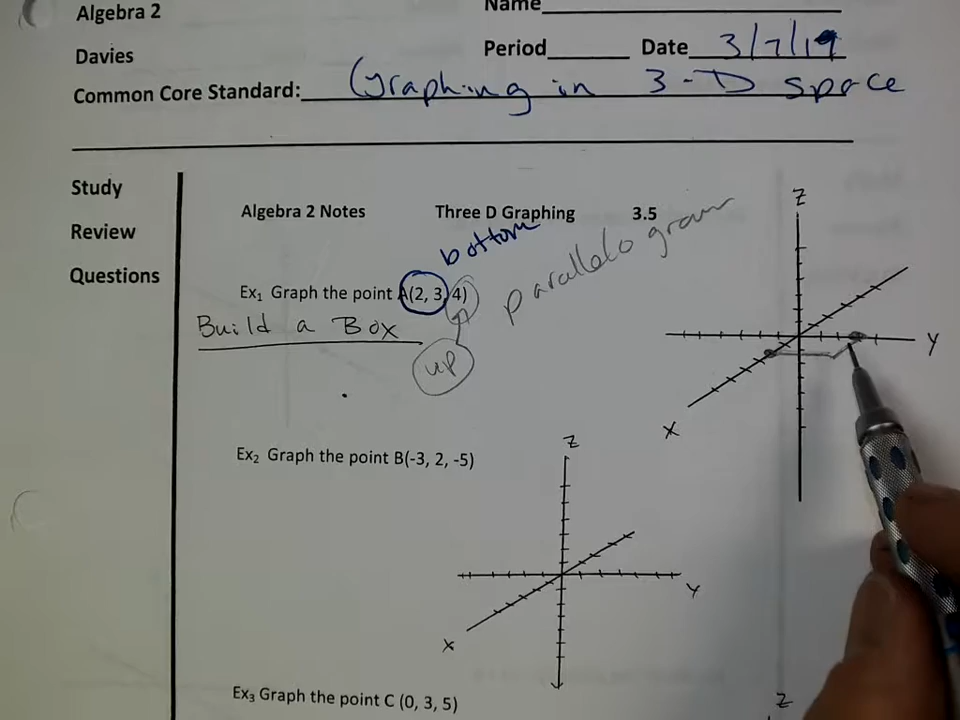 Algebra 2
Name
Davies
Period Date 3/7/19
Common Core Standard: Graphing in 3-D space
Study
Review
Questions
Algebra 2 Notes Three D Graphing 3.5
bottom
parallelogram
Ex1 Graph the point A(2, 3, 4)
Build a Box
up
Z
Y
X
Ex2 Graph the point B(-3, 2, -5)
Z
Y
X
Ex3 Graph the point C (0, 3, 5)
Z